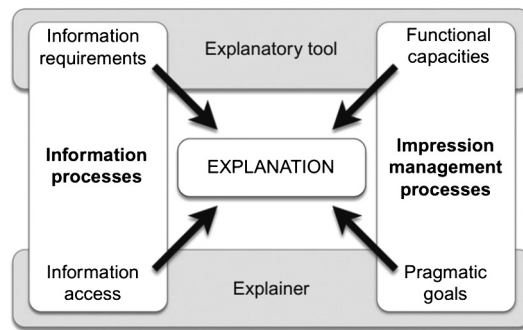 Information
requirements
Explanatory tool
Functional
capacities
Information
processes
EXPLANATION
Impression
management
processes
Information
access
Explainer
Pragmatic
goals